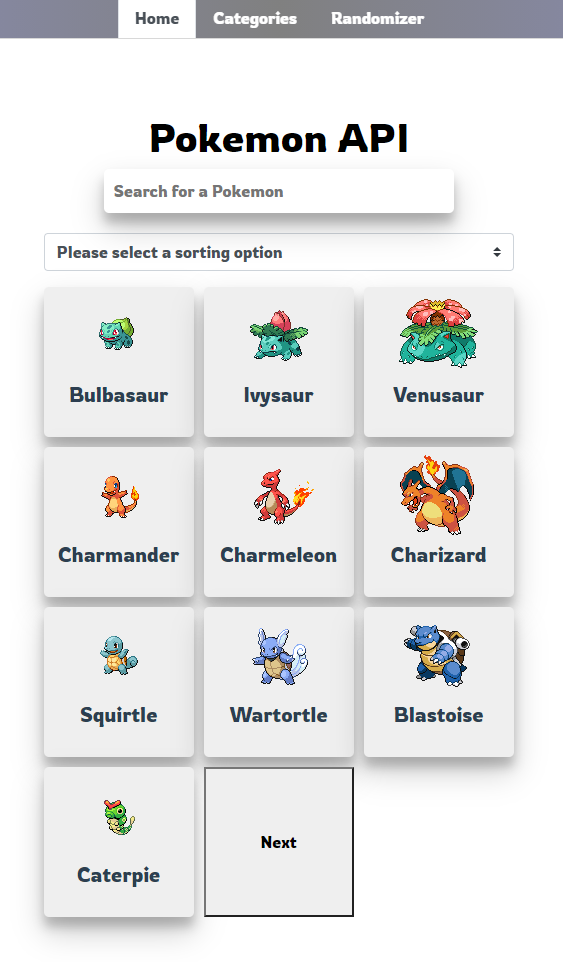 Home Categories Randomizer
Pokemon API
Search for a Pokemon
Please select a sorting option
Bulbasaur Ivysaur Venusaur
Charmander Charmeleon Charizard
Squirtle Wartortle Blastoise
Caterpie Next